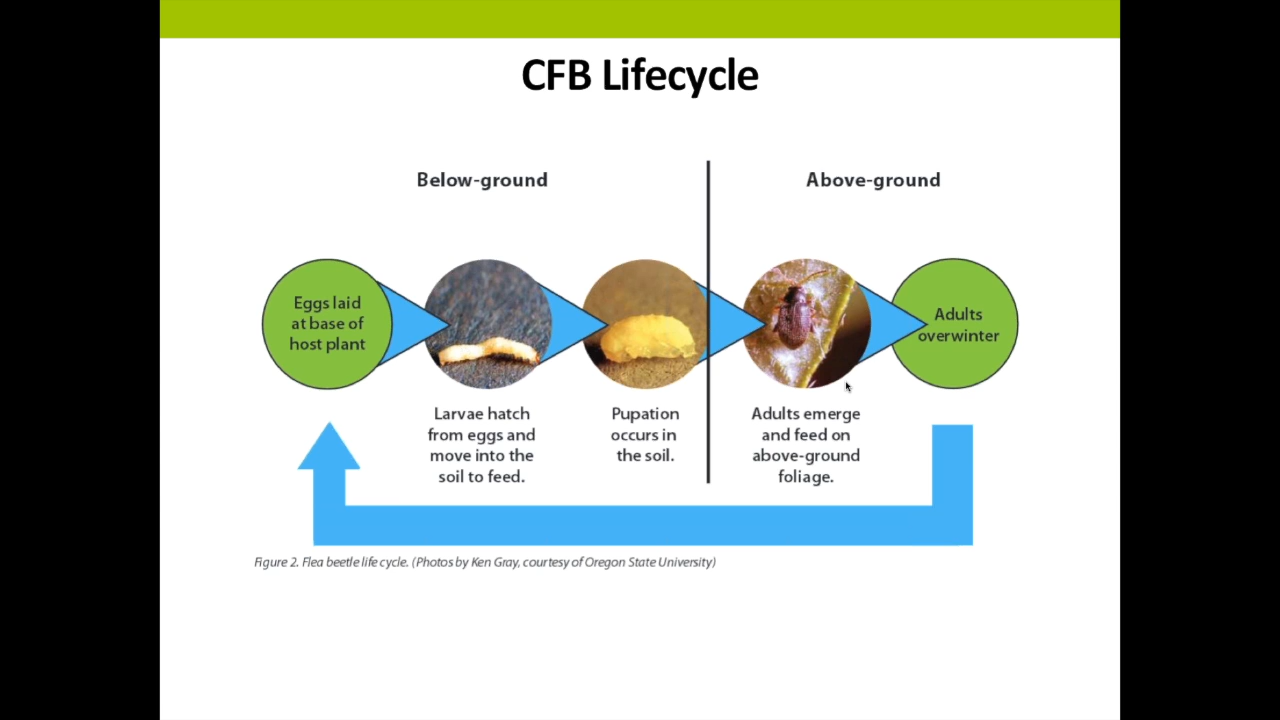 CFB Lifecycle
Below-ground
Above-ground
Eggs laid
at base of
host plant
Adults
overwinter
Larvae hatch
from eggs and
move into the
soil to feed.
Pupation
occurs in
the soil.
Adults emerge
and feed on
above-ground
foliage.
Figure 2. Flea beetle life cycle. (Photos by Ken Gray, courtesy of Oregon State University)